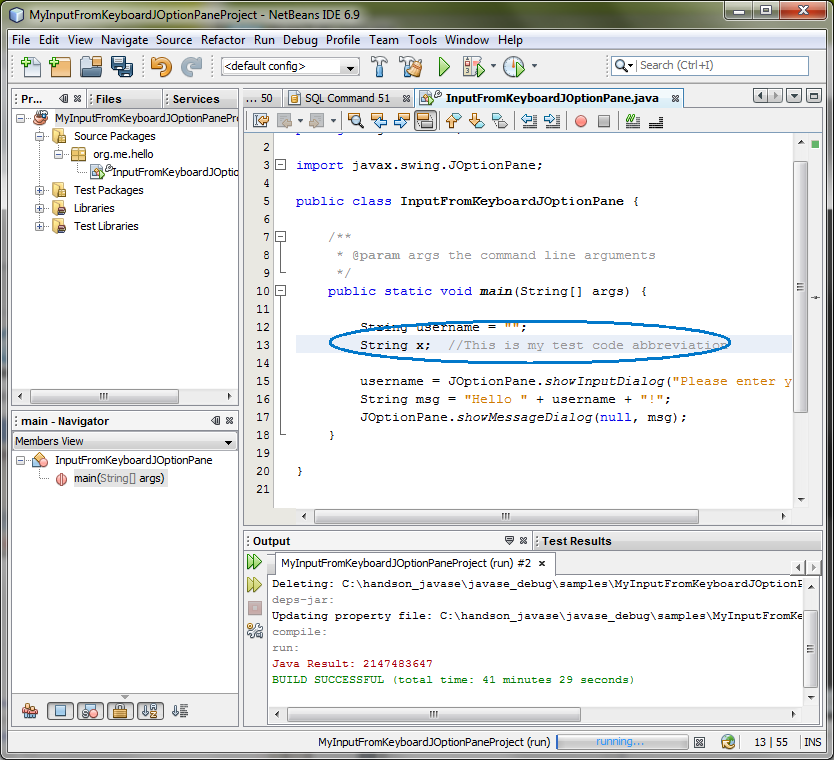 MyInputFromKeyboardJOptionPaneProject - NetBeans IDE 6.9
File Edit View Navigate Source Refactor Run Debug Profile Team Tools Window Help
<default config>
Search (Ctrl+I)
Pr...
Files
Services
... 50
SQL Command 51
InputFromKeyboardJOptionPane.java
MyInputFromKeyboardJOptionPanePr
Source Packages
org.me.hello
InputFromKeyboardJOptio
Test Packages
Libraries
Test Libraries
2
3 import javax.swing.JOptionPane;
4
5 public class InputFromKeyboardJOptionPane {
6
7 /**
8 * @param args the command line arguments
9 */
10 public static void main(String[] args) {
11
12 String username = "";
13 String x; //This is my test code abbreviation
14
15 username = JOptionPane.showInputDialog("Please enter y
16 String msg = "Hello " + username + "!";
17 JOptionPane.showMessageDialog(null, msg);
18 }
19
20 }
21
main - Navigator
Members View
InputFromKeyboardJOptionPane
main(String[] args)
Output
Test Results
MyInputFromKeyboardJOptionPaneProject (run) #2
Deleting: C:\handson_javase\javase_debug\samples\MyInputFromKeyboardJOptionP
deps-jar:
Updating property file: C:\handson_javase\javase_debug\samples\MyInputFromKe
compile:
run:
Java Result: 2147483647
BUILD SUCCESSFUL (total time: 41 minutes 29 seconds)
MyInputFromKeyboardJOptionPaneProject (run)
running...
13 | 55
INS